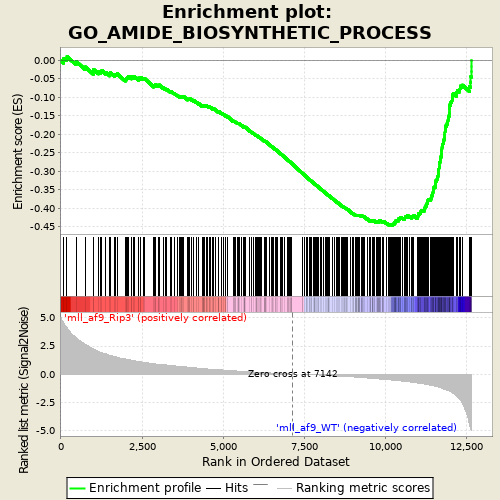 Enrichment plot:
GO_AMIDE_BIOSYNTHETIC_PROCESS
Enrichment score (ES)
0.00
-0.05
-0.10
-0.15
-0.20
-0.25
-0.30
-0.35
-0.40
-0.45
Ranked list metric (Signal2Noise)
5.0
2.5
0.0
-2.5
-5.0
'mll_af9_Rip3' (positively correlated)
Zero cross at 7142
'mll_af9_WT' (negatively correlated)
0
2,500
5,000
7,500
10,000
12,500
Rank in Ordered Dataset
Enrichment profile
Hits
Ranking metric scores